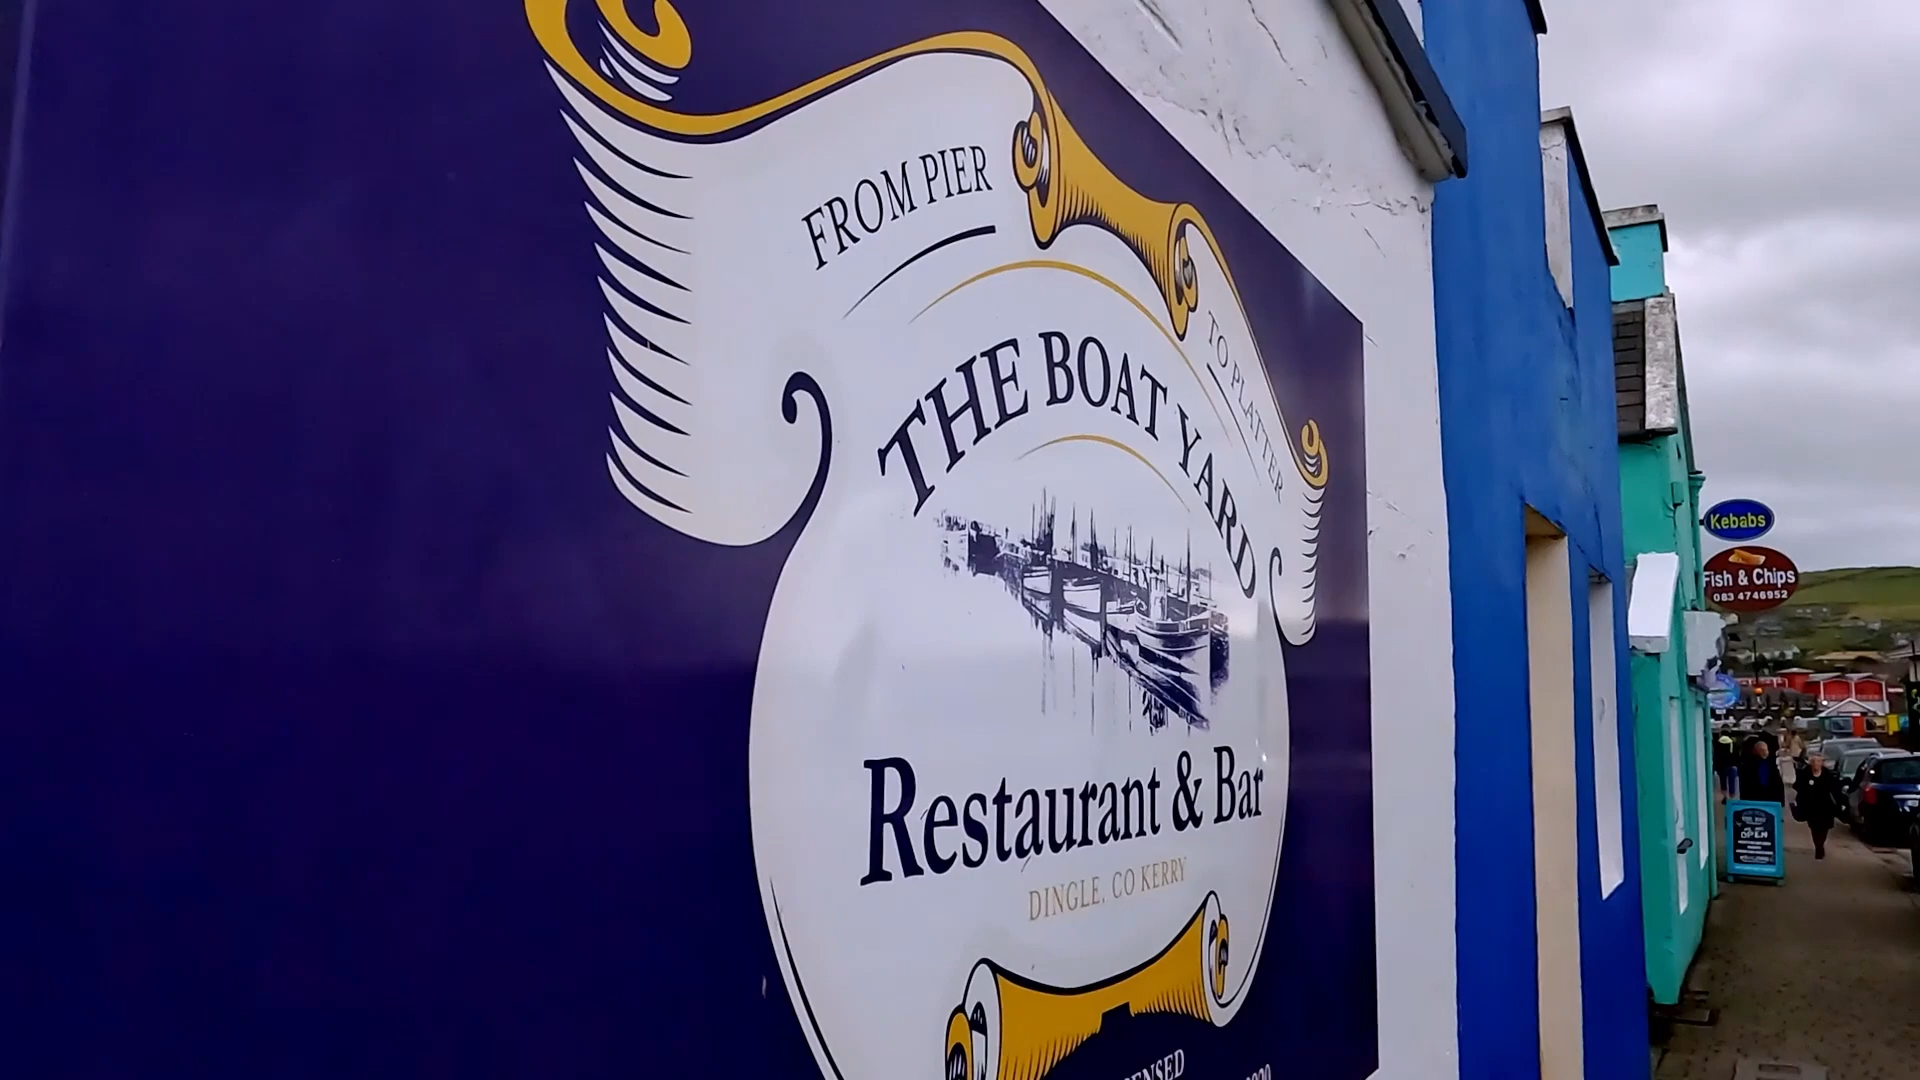 FROM PIER
TO PLATTER
THE BOAT YARD
Restaurant & Bar
DINGLE, CO KERRY
Kebabs
Fish & Chips
083 4746952
OPEN